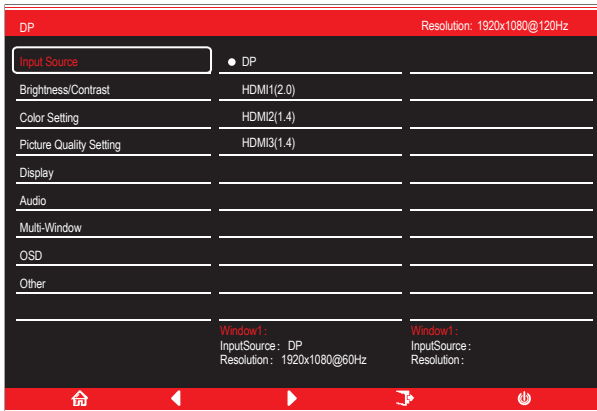 DP Resolution: 1920x1080@120Hz
Input Source
● DP
Brightness/Contrast
HDMI1(2.0)
Color Setting
HDMI2(1.4)
Picture Quality Setting
HDMI3(1.4)
Display
Audio
Multi-Window
OSD
Other
Window1:
InputSource: DP
Resolution: 1920x1080@60Hz
Window1:
InputSource:
Resolution: